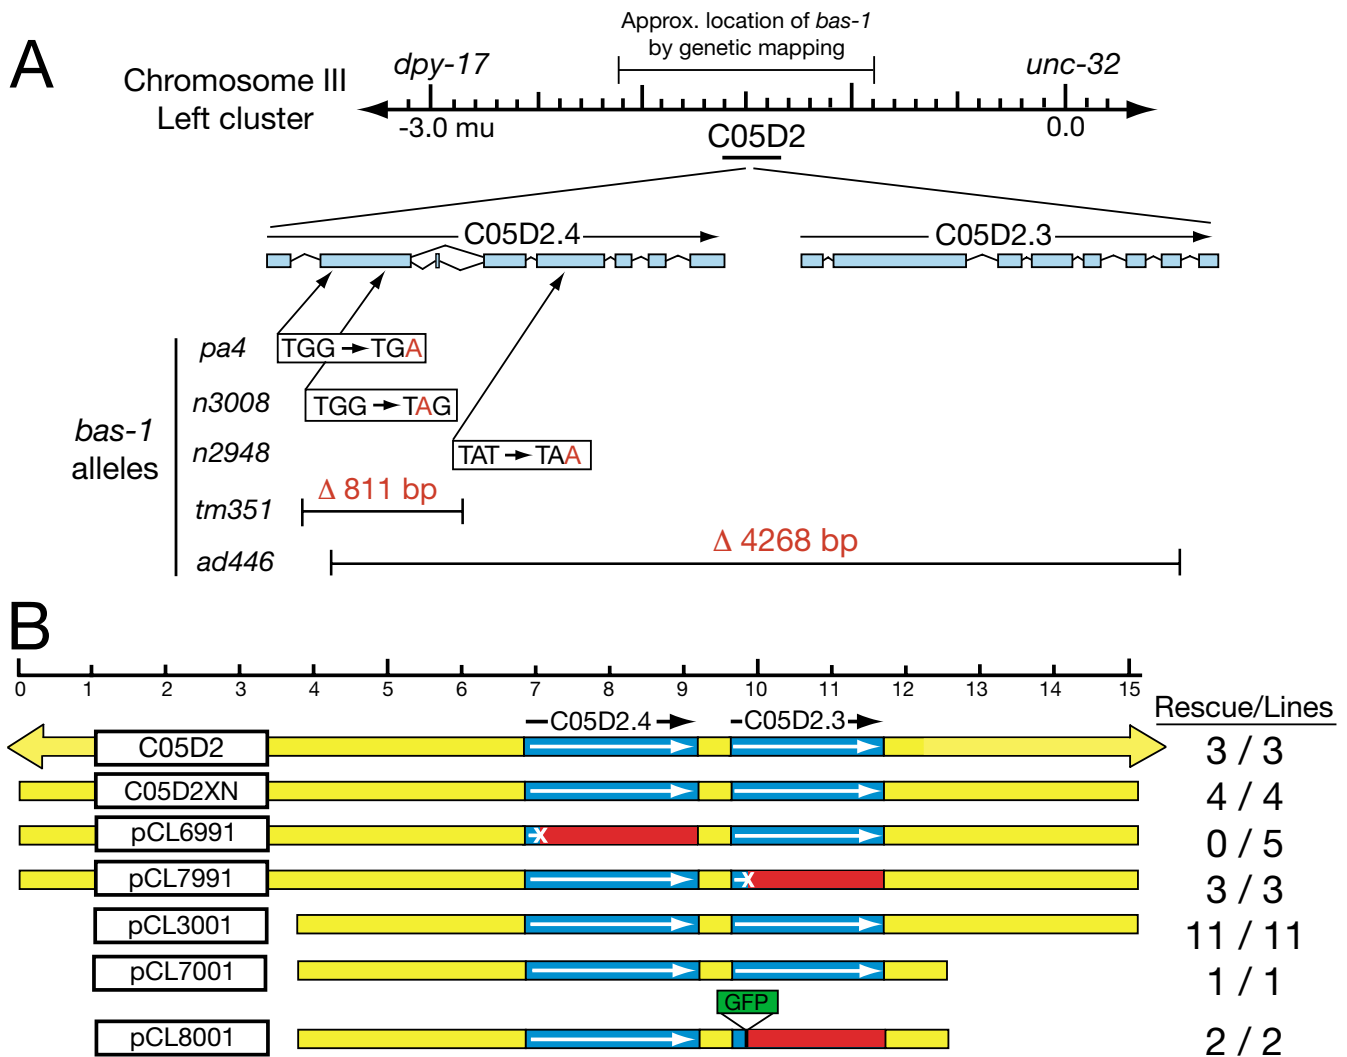 A
Approx. location of bas-1
by genetic mapping
Chromosome III
Left cluster
dpy-17
unc-32
-3.0 mu
0.0
C05D2
C05D2.4
C05D2.3
bas-1
alleles
pa4
TGG → TGA
n3008
TGG → TAG
n2948
TAT → TAA
tm351
Δ 811 bp
ad446
Δ 4268 bp
B
0 1 2 3 4 5 6 7 8 9 10 11 12 13 14 15
Rescue/Lines
C05D2.4
C05D2.3
C05D2
3 / 3
C05D2XN
4 / 4
pCL6991
X
0 / 5
pCL7991
X
3 / 3
pCL3001
11 / 11
pCL7001
1 / 1
GFP
pCL8001
2 / 2